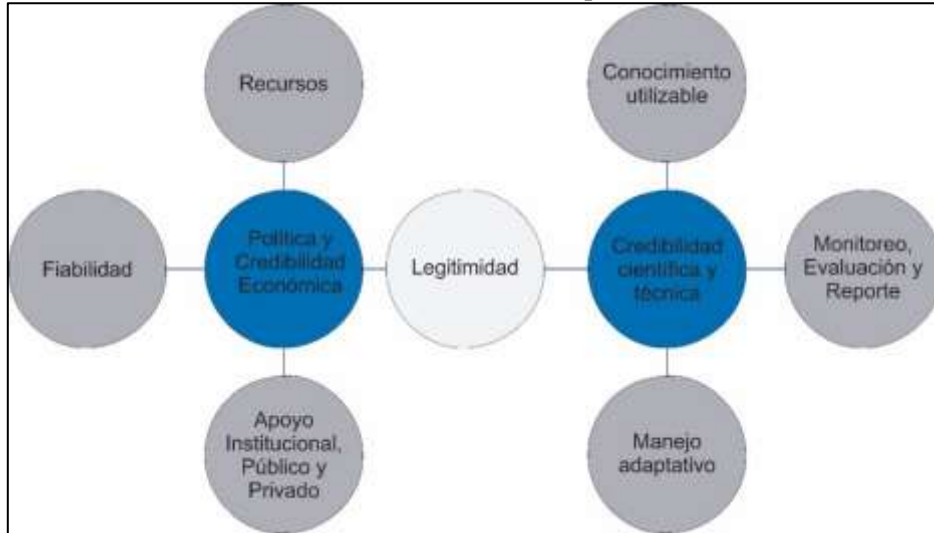 Recursos
Conocimiento
utilizable
Fiabilidad
Política y
Credibilidad
Económica
Legitimidad
Credibilidad
científica y
técnica
Monitoreo,
Evaluación y
Reporte
Apoyo
Institucional,
Público y
Privado
Manejo
adaptativo